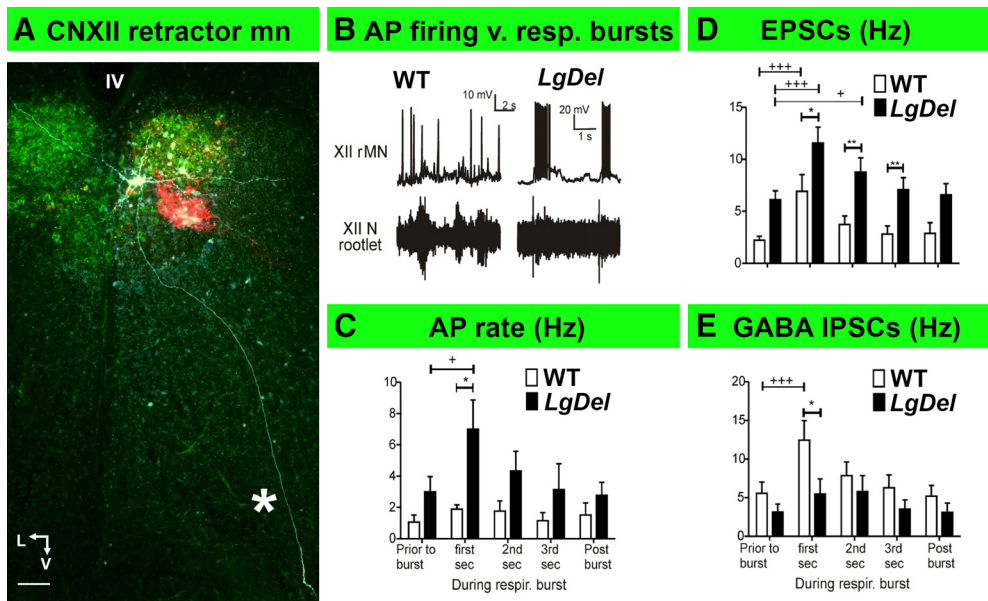 A CNXII retractor mn
IV
*
L
V
B AP firing v. resp. bursts
WT LgDel
10 mV
2 s
20 mV
1 s
XII rMN
XII N
rootlet
C AP rate (Hz)
+
*
WT
LgDel
10
8
6
4
2
0
Prior to burst
first sec
2nd sec
3rd sec
Post burst
During respir. burst
D EPSCs (Hz)
+++
+++
+
*
**
**
WT
LgDel
15
10
5
0
E GABA IPSCs (Hz)
+++
*
WT
LgDel
20
15
10
5
0
Prior to burst
first sec
2nd sec
3rd sec
Post burst
During respir. burst